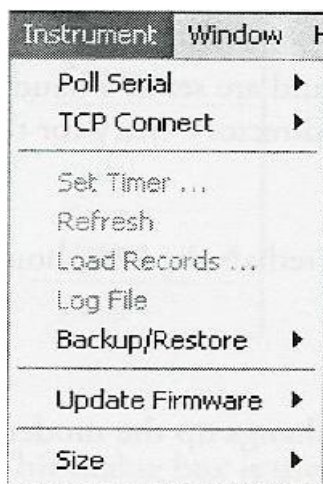 Instrument Window H
Poll Serial
TCP Connect
Set Timer ...
Refresh
Load Records ...
Log File
Backup/Restore
Update Firmware
Size